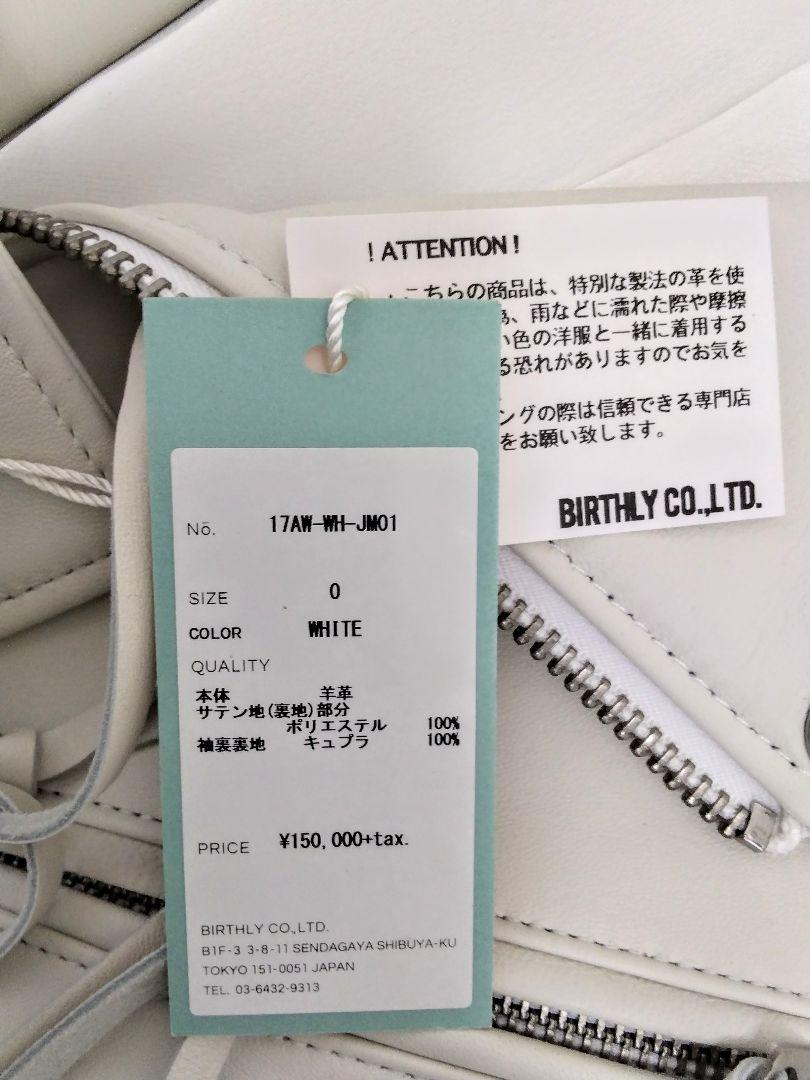 ! ATTENTION !
こちらの商品は、特別な製法の革を使
、雨などに濡れた際や摩擦
い色の洋服と一緒に着用する
る恐れがありますのでお気を
ングの際は信頼できる専門店
をお願い致します。
BIRTHLY CO.,LTD.
No. 17AW-WH-JM01
SIZE 0
COLOR WHITE
QUALITY
本体 羊革
サテン地(裏地)部分
ポリエステル 100%
袖裏裏地 キュプラ 100%
PRICE ¥150,000+tax.
BIRTHLY CO.,LTD.
B1F-3 3-8-11 SENDAGAYA SHIBUYA-KU
TOKYO 151-0051 JAPAN
TEL. 03-6432-9313